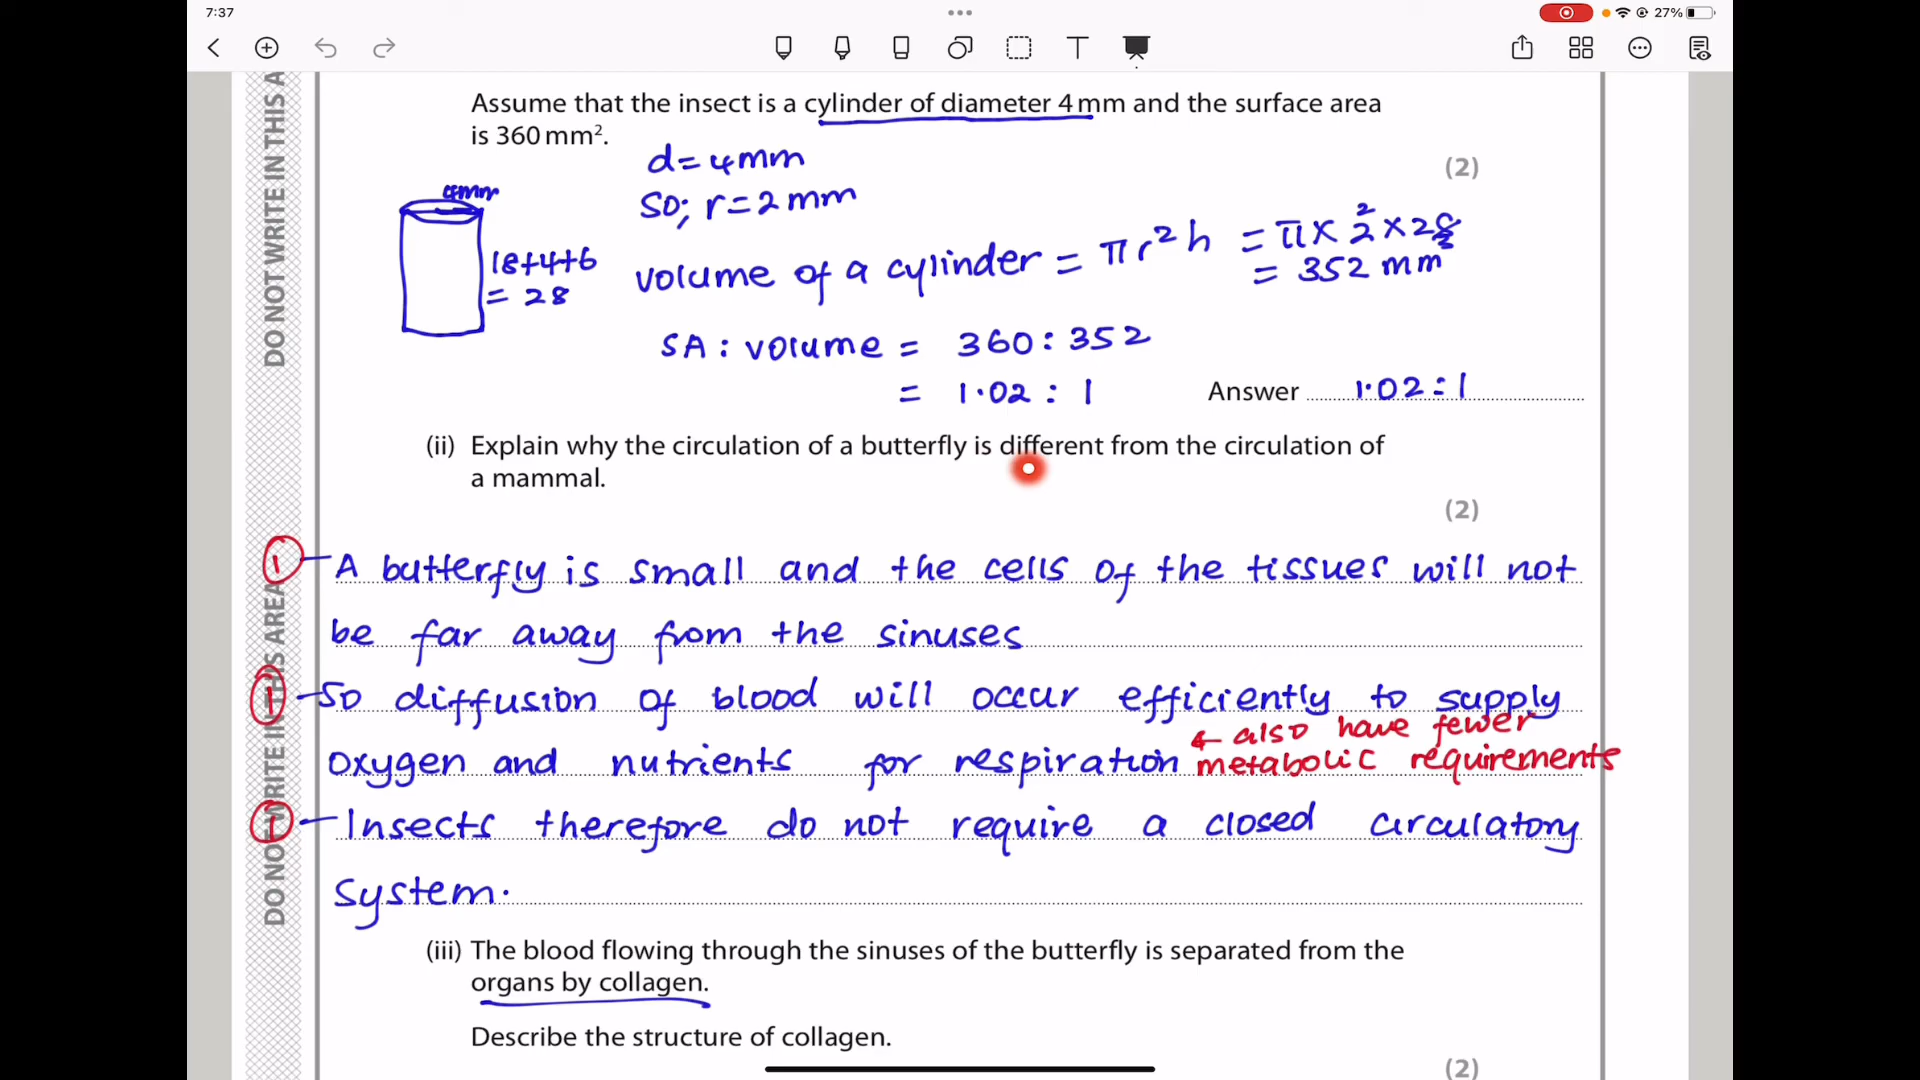 7:37
27%
Assume that the insect is a cylinder of diameter 4 mm and the surface area
is 360 mm².
(2)
d=4mm
so; r=2mm
4mm
18+4+6
= 28
volume of a cylinder = πr²h = π × 2² × 28
= 352 mm³
SA : volume = 360 : 352
= 1.02 : 1
Answer 1.02 : 1
(ii) Explain why the circulation of a butterfly is different from the circulation of
a mammal.
(2)
1 - A butterfly is small and the cells of the tissues will not
be far away from the sinuses
1 - So diffusion of blood will occur efficiently to supply
oxygen and nutrients for respiration ← also have fewer
metabolic requirements
1 - Insects therefore do not require a closed circulatory
system.
(iii) The blood flowing through the sinuses of the butterfly is separated from the
organs by collagen.
Describe the structure of collagen.
(2)
DO NOT WRITE IN THIS A
DO NOT WRITE IN THIS AREA